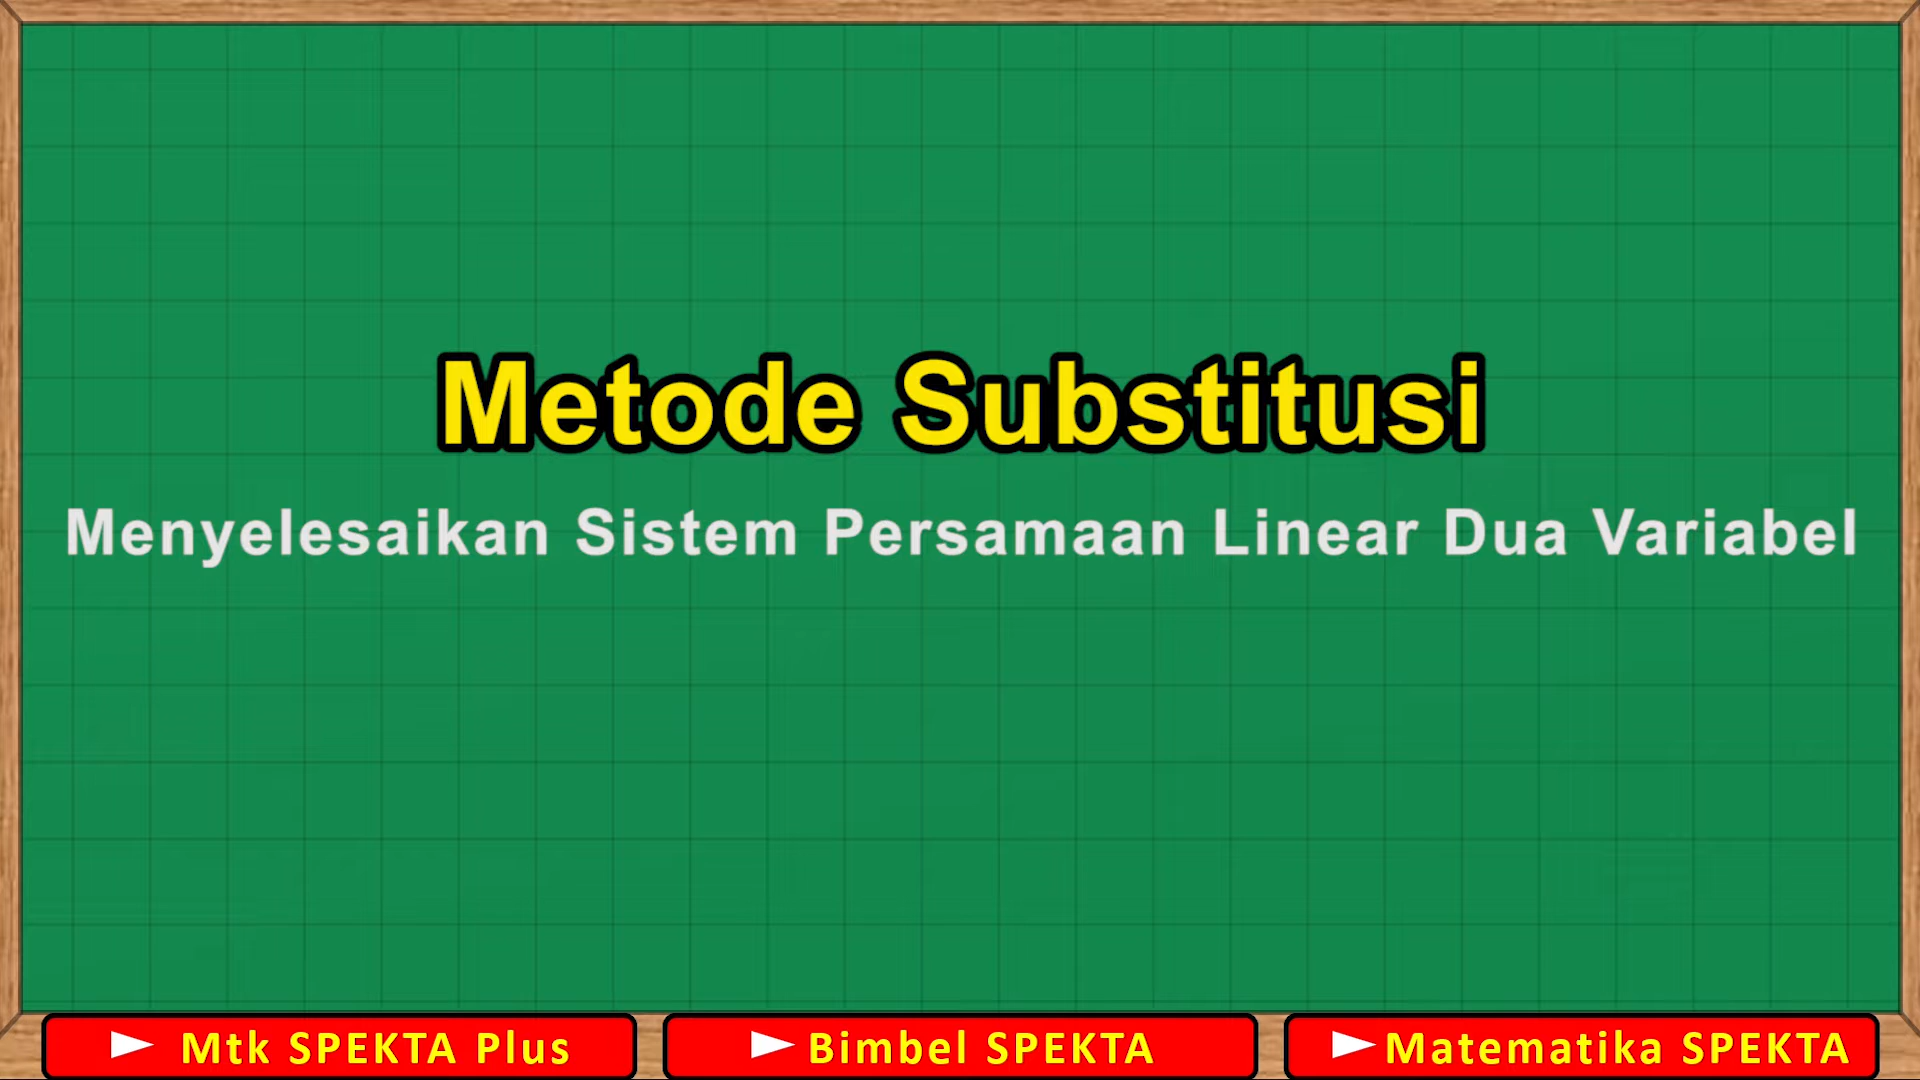 Metode Substitusi
Menyelesaikan Sistem Persamaan Linear Dua Variabel
Mtk SPEKTA Plus
Bimbel SPEKTA
Matematika SPEKTA